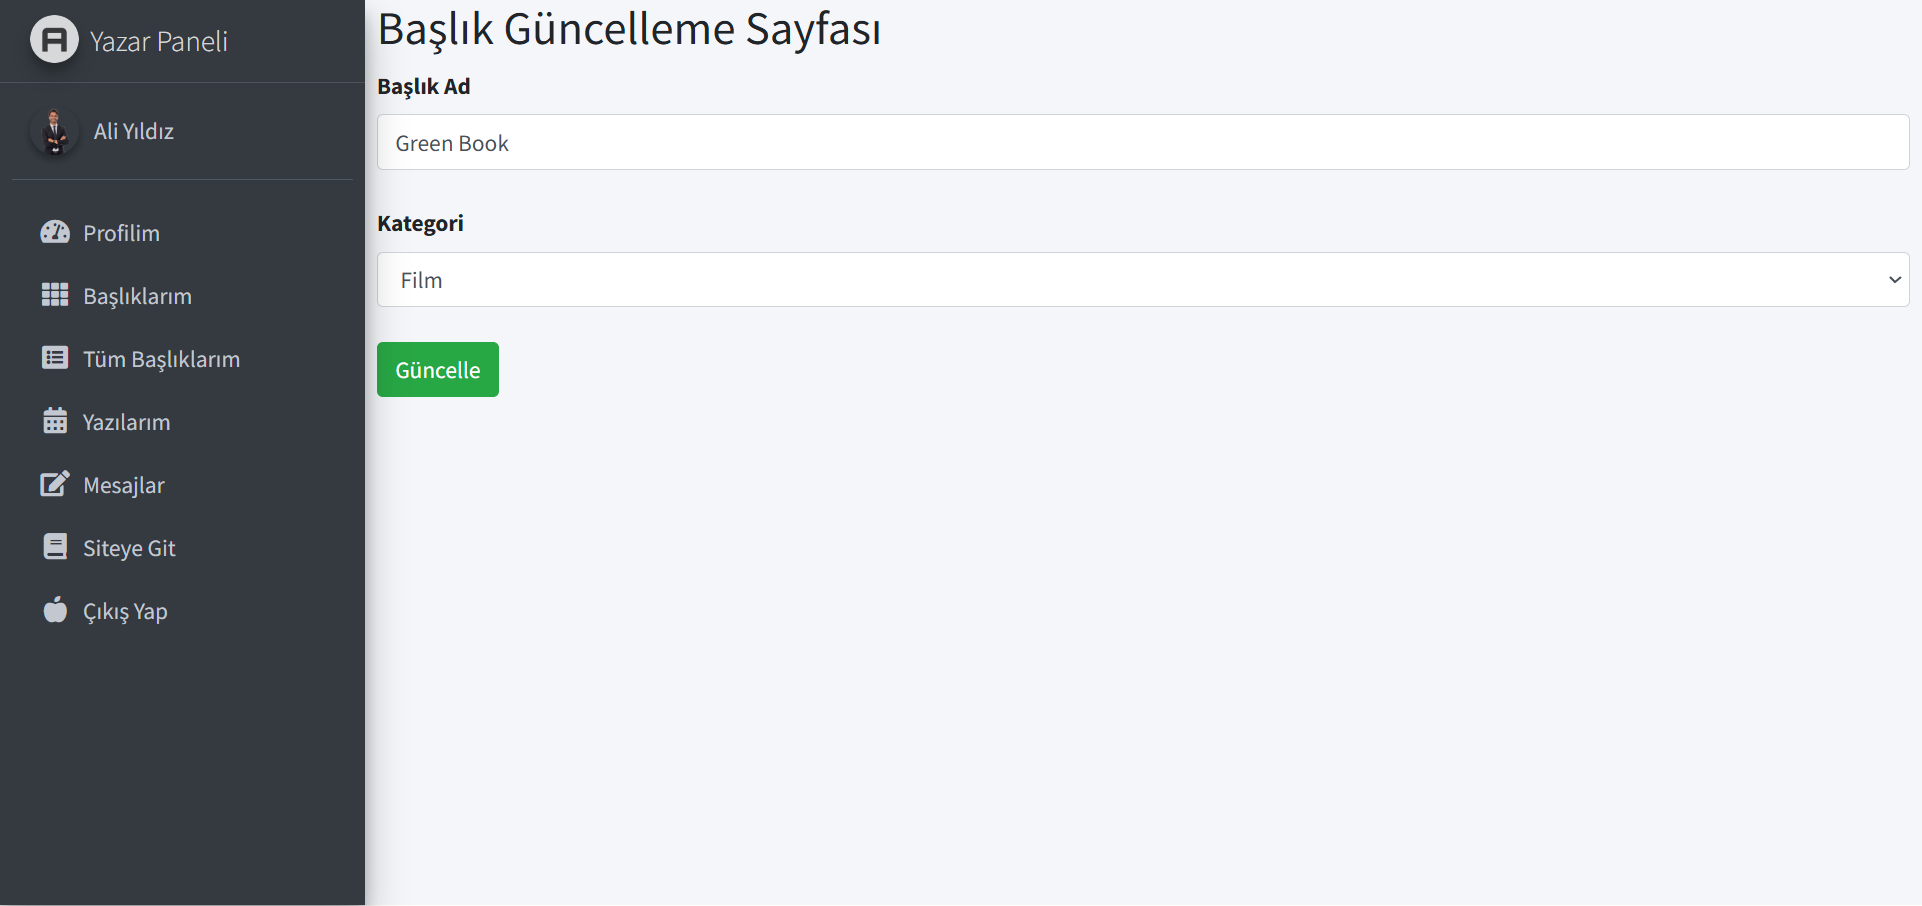 Yazar Paneli
Ali Yıldız
Profilim
Başlıklarım
Tüm Başlıklarım
Yazılarım
Mesajlar
Siteye Git
Çıkış Yap
Başlık Güncelleme Sayfası
Başlık Ad
Green Book
Kategori
Film
Güncelle